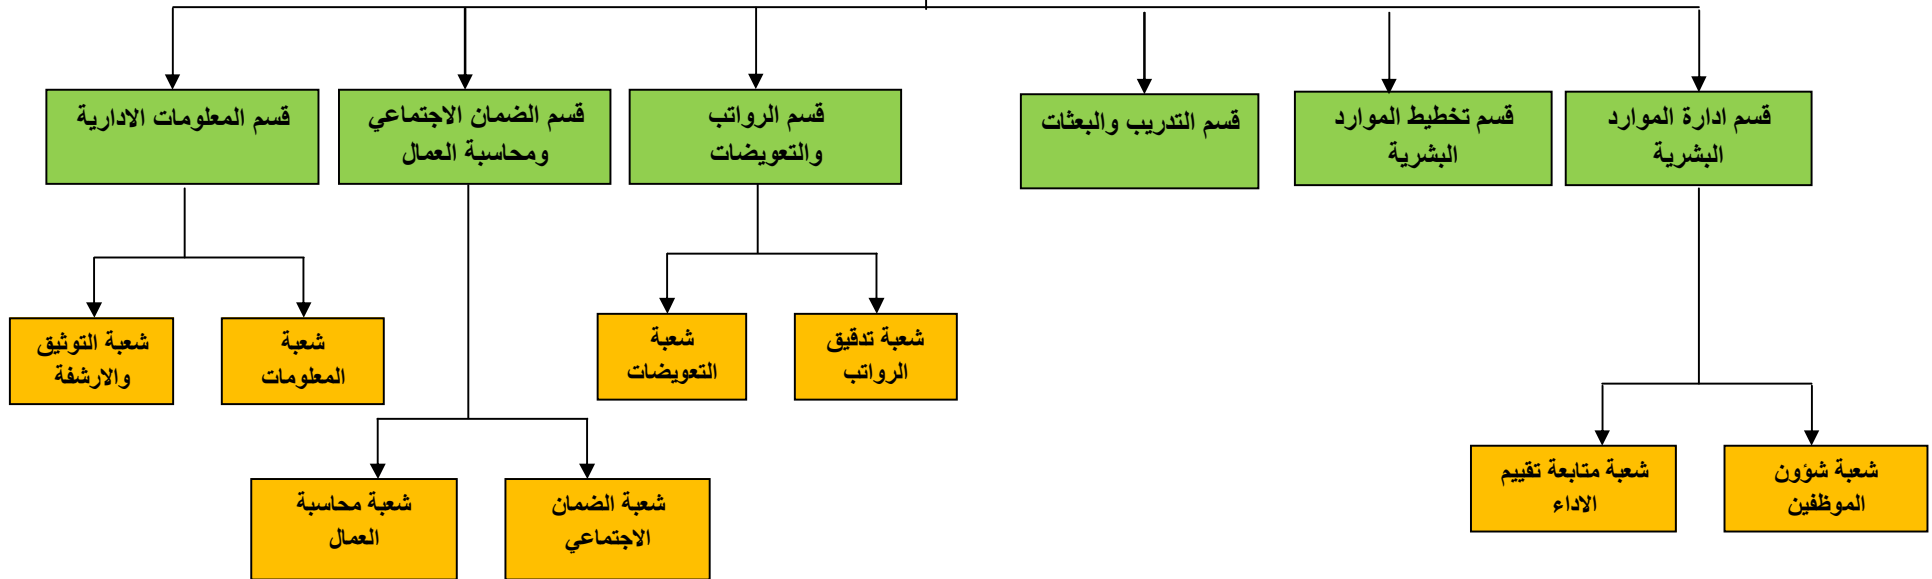 قسم ادارة الموارد
البشرية
قسم تخطيط الموارد
البشرية
قسم التدريب والبعثات
قسم الرواتب
والتعويضات
قسم الضمان الاجتماعي
ومحاسبة العمال
قسم المعلومات الادارية
شعبة تدقيق
الرواتب
شعبة
التعويضات
شعبة
المعلومات
شعبة التوثيق
والارشفة
شعبة شؤون
الموظفين
شعبة متابعة تقييم
الاداء
شعبة الضمان
الاجتماعي
شعبة محاسبة
العمال